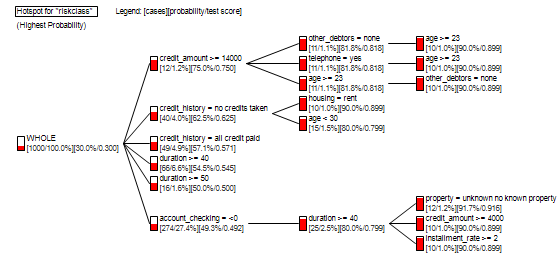 Hotspot for "riskclass" Legend: [cases][probability/test score]
(Highest Probability)
other_debtors = none
[11/1.1%][81.8%/0.818]
age >= 23
[10/1.0%][90.0%/0.899]
credit_amount >= 14000
[12/1.2%][75.0%/0.750]
telephone = yes
[11/1.1%][81.8%/0.818]
age >= 23
[10/1.0%][90.0%/0.899]
age >= 23
[11/1.1%][81.8%/0.818]
other_debtors = none
[10/1.0%][90.0%/0.899]
credit_history = no credits taken
[40/4.0%][62.5%/0.625]
housing = rent
[10/1.0%][90.0%/0.899]
age < 30
[15/1.5%][80.0%/0.799]
WHOLE
[1000/100.0%][30.0%/0.300]
credit_history = all credit paid
[49/4.9%][57.1%/0.571]
duration >= 40
[66/6.6%][54.5%/0.545]
duration >= 50
[16/1.6%][50.0%/0.500]
account_checking = <0
[274/27.4%][49.3%/0.492]
duration >= 40
[25/2.5%][80.0%/0.799]
property = unknown no known property
[12/1.2%][91.7%/0.916]
credit_amount >= 4000
[10/1.0%][90.0%/0.899]
installment_rate >= 2
[10/1.0%][90.0%/0.899]